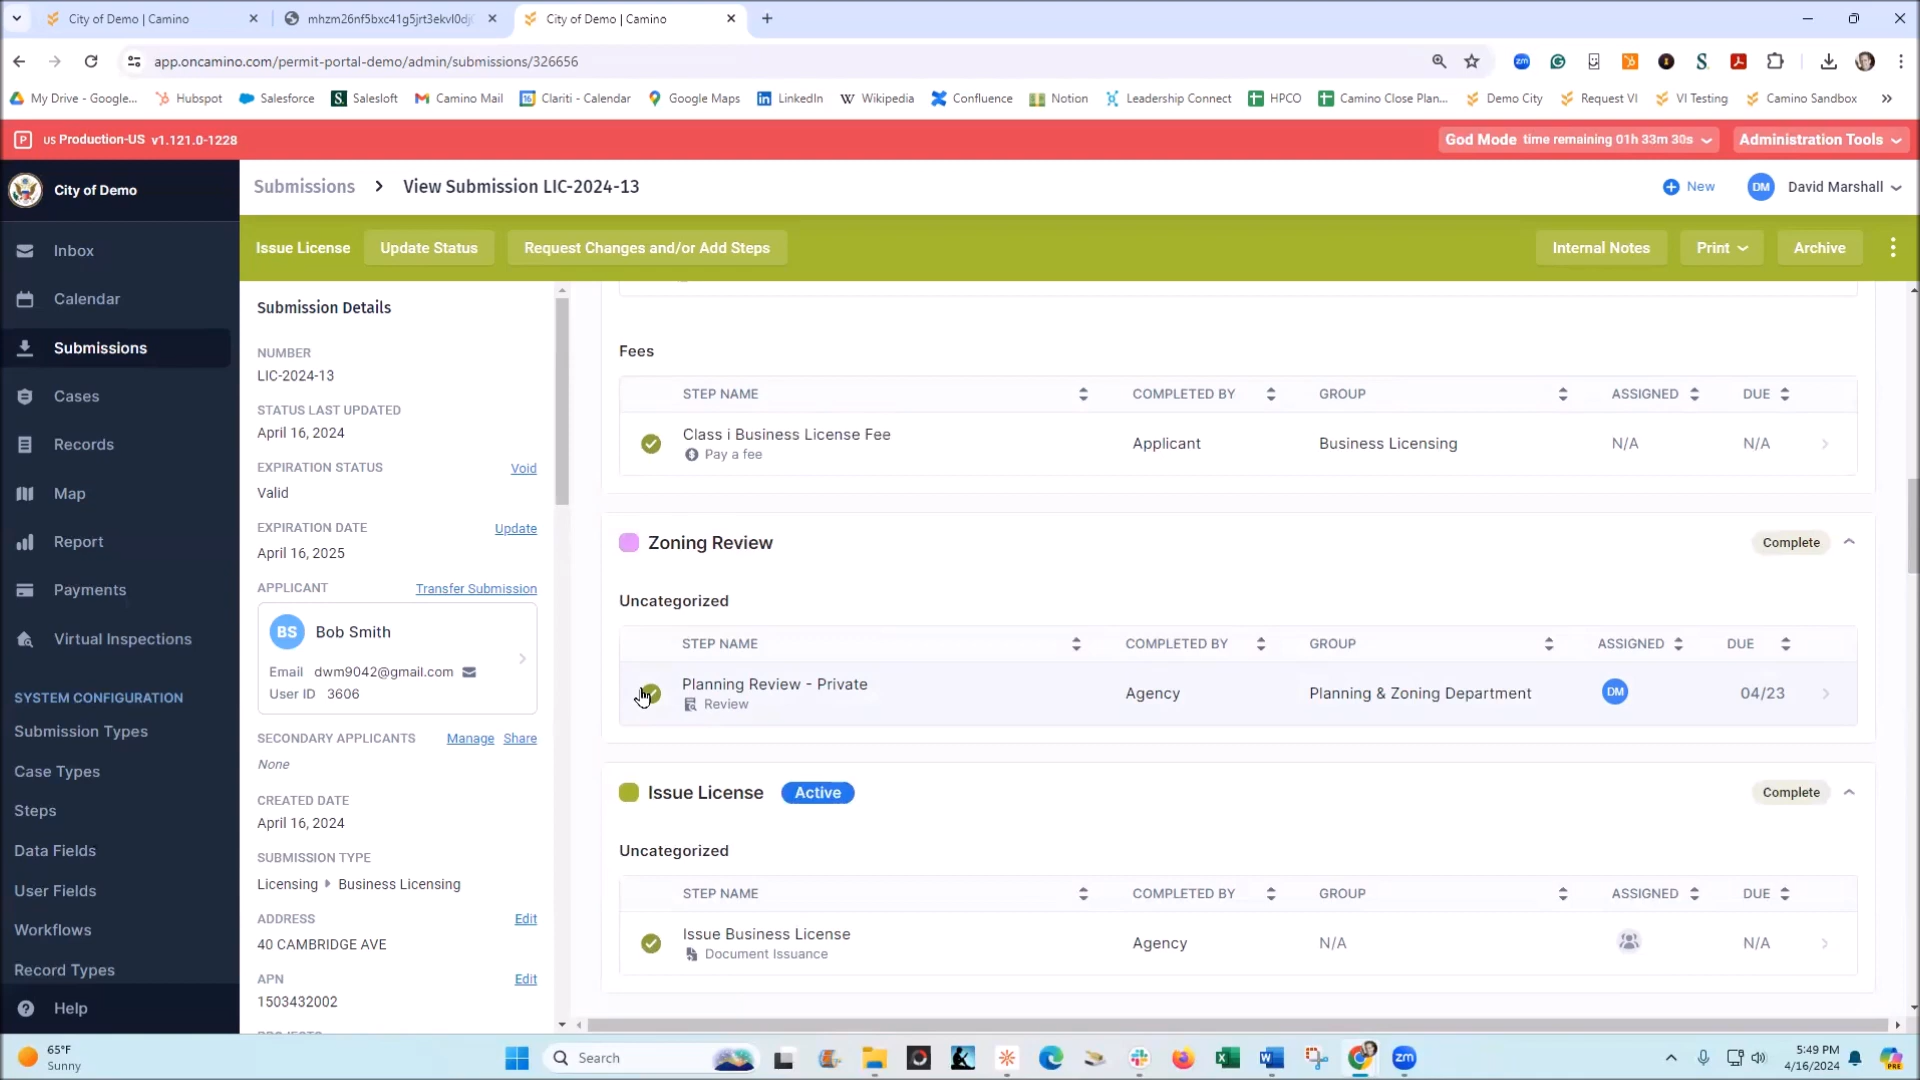 City of Demo | Camino
mhzm26nf5bxc41g5jrt3ekvl0dj
City of Demo | Camino
app.oncamino.com/permit-portal-demo/admin/submissions/326656
My Drive - Google...
Hubspot
Salesforce
Salesloft
Camino Mail
Clariti - Calendar
Google Maps
LinkedIn
Wikipedia
Confluence
Notion
Leadership Connect
HPCO
Camino Close Plan...
Demo City
Request VI
VI Testing
Camino Sandbox
us Production-US v1.121.0-1228
God Mode time remaining 01h 33m 30s
Administration Tools
City of Demo
Submissions > View Submission LIC-2024-13
New
DM David Marshall
Issue License
Update Status
Request Changes and/or Add Steps
Internal Notes
Print
Archive
Inbox
Calendar
Submissions
Cases
Records
Map
Report
Payments
Virtual Inspections
SYSTEM CONFIGURATION
Submission Types
Case Types
Steps
Data Fields
User Fields
Workflows
Record Types
Help
Submission Details
NUMBER
LIC-2024-13
STATUS LAST UPDATED
April 16, 2024
EXPIRATION STATUS Void
Valid
EXPIRATION DATE Update
April 16, 2025
APPLICANT Transfer Submission
BS Bob Smith
Email dwm9042@gmail.com
User ID 3606
SECONDARY APPLICANTS Manage Share
None
CREATED DATE
April 16, 2024
SUBMISSION TYPE
Licensing Business Licensing
ADDRESS Edit
40 CAMBRIDGE AVE
APN Edit
1503432002
Fees
STEP NAME COMPLETED BY GROUP ASSIGNED DUE
Class i Business License Fee
Pay a fee
Applicant Business Licensing N/A N/A
Zoning Review Complete
Uncategorized
STEP NAME COMPLETED BY GROUP ASSIGNED DUE
Planning Review - Private
Review
Agency Planning & Zoning Department DM 04/23
Issue License Active Complete
Uncategorized
STEP NAME COMPLETED BY GROUP ASSIGNED DUE
Issue Business License
Document Issuance
Agency N/A N/A
65°F
Sunny
Search
5:49 PM
4/16/2024